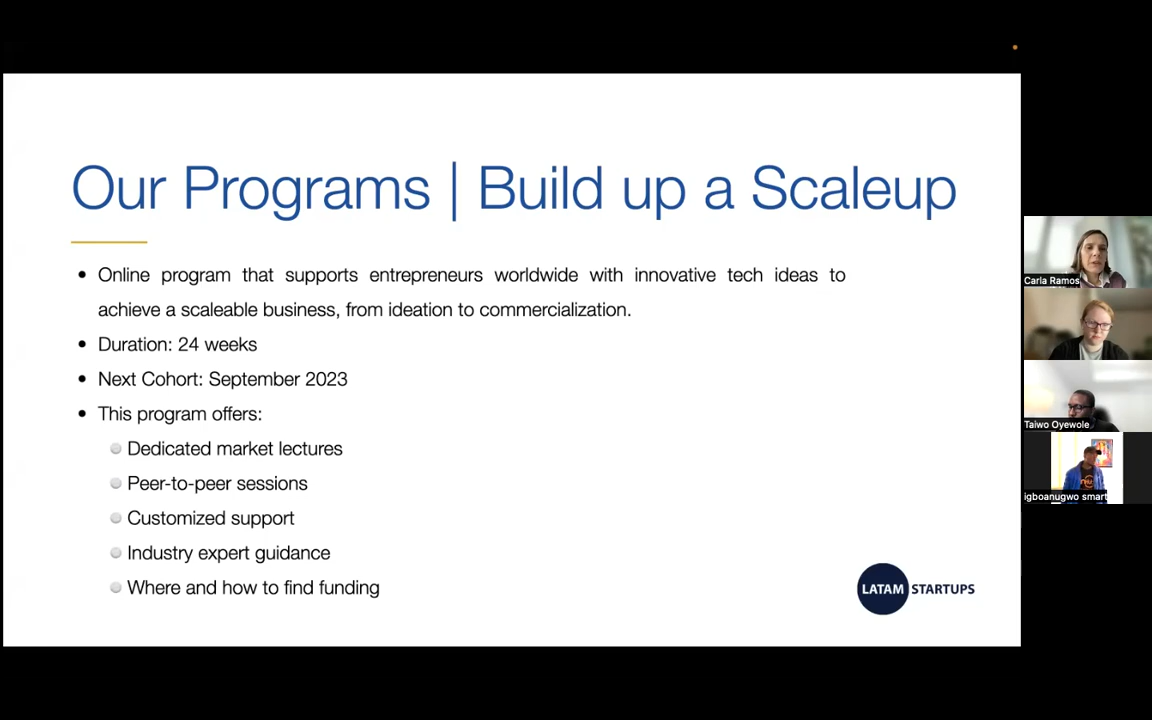 Our Programs | Build up a Scaleup
Online program that supports entrepreneurs worldwide with innovative tech ideas to
achieve a scaleable business, from ideation to commercialization.
Duration: 24 weeks
Next Cohort: September 2023
This program offers:
Dedicated market lectures
Peer-to-peer sessions
Customized support
Industry expert guidance
Where and how to find funding
LATAM STARTUPS
Carla Ramos
Taiwo Oyewole
igboanugwo smart